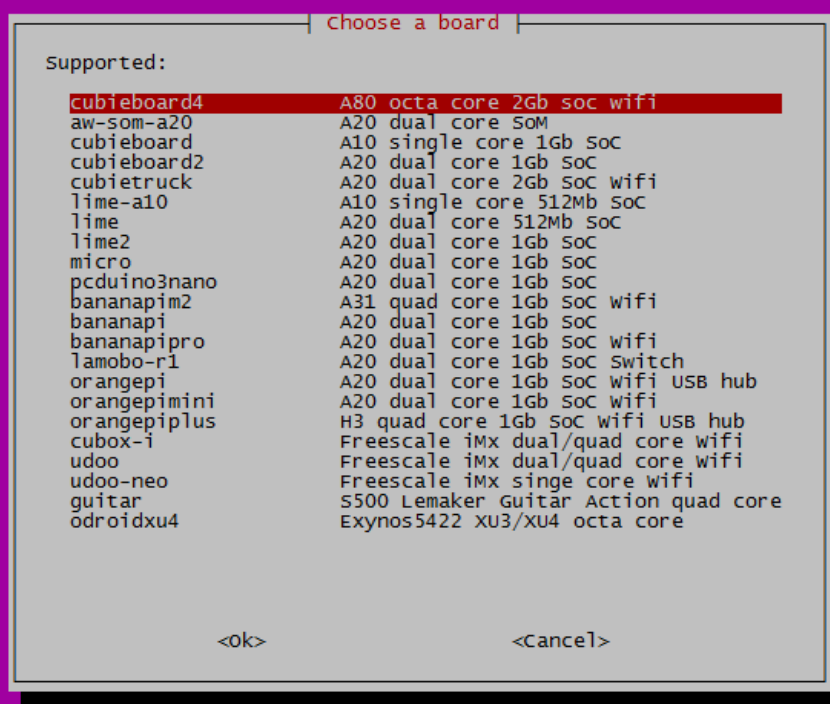 Choose a board
Supported:
cubieboard4 A80 octa core 2Gb soc wifi
aw-som-a20 A20 dual core SoM
cubieboard A10 single core 1Gb SoC
cubieboard2 A20 dual core 1Gb SoC
cubietruck A20 dual core 2Gb SoC Wifi
lime-a10 A10 single core 512Mb SoC
lime A20 dual core 512Mb SoC
lime2 A20 dual core 1Gb SoC
micro A20 dual core 1Gb SoC
pcduino3nano A20 dual core 1Gb SoC
bananapim2 A31 quad core 1Gb SoC Wifi
bananapi A20 dual core 1Gb SoC
bananapipro A20 dual core 1Gb SoC Wifi
lamobo-r1 A20 dual core 1Gb SoC Switch
orangepi A20 dual core 1Gb SoC Wifi USB hub
orangepimini A20 dual core 1Gb SoC Wifi
orangepiplus H3 quad core 1Gb SoC Wifi USB hub
cubox-i Freescale iMx dual/quad core Wifi
udoo Freescale iMx dual/quad core Wifi
udoo-neo Freescale iMx singe core Wifi
guitar S500 Lemaker Guitar Action quad core
odroidxu4 Exynos5422 XU3/XU4 octa core
<Ok> <Cancel>